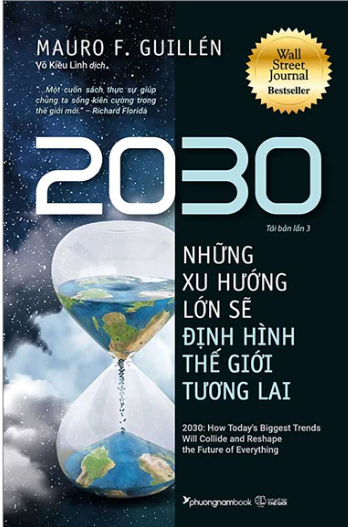 MAURO F. GUILLÉN
Võ Kiều Linh dịch
Wall
Street
Journal
Bestseller
"...Một cuốn sách thực sự giúp
chúng ta sống kiên cường trong
thế giới mới." – Richard Florida
2030
Tái bản lần 3
NHỮNG
XU HƯỚNG
LỚN SẼ
ĐỊNH HÌNH
THẾ GIỚI
TƯƠNG LAI
2030: How Today's Biggest Trends
Will Collide and Reshape
the Future of Everything
phuongnambook
THẾ GIỚI